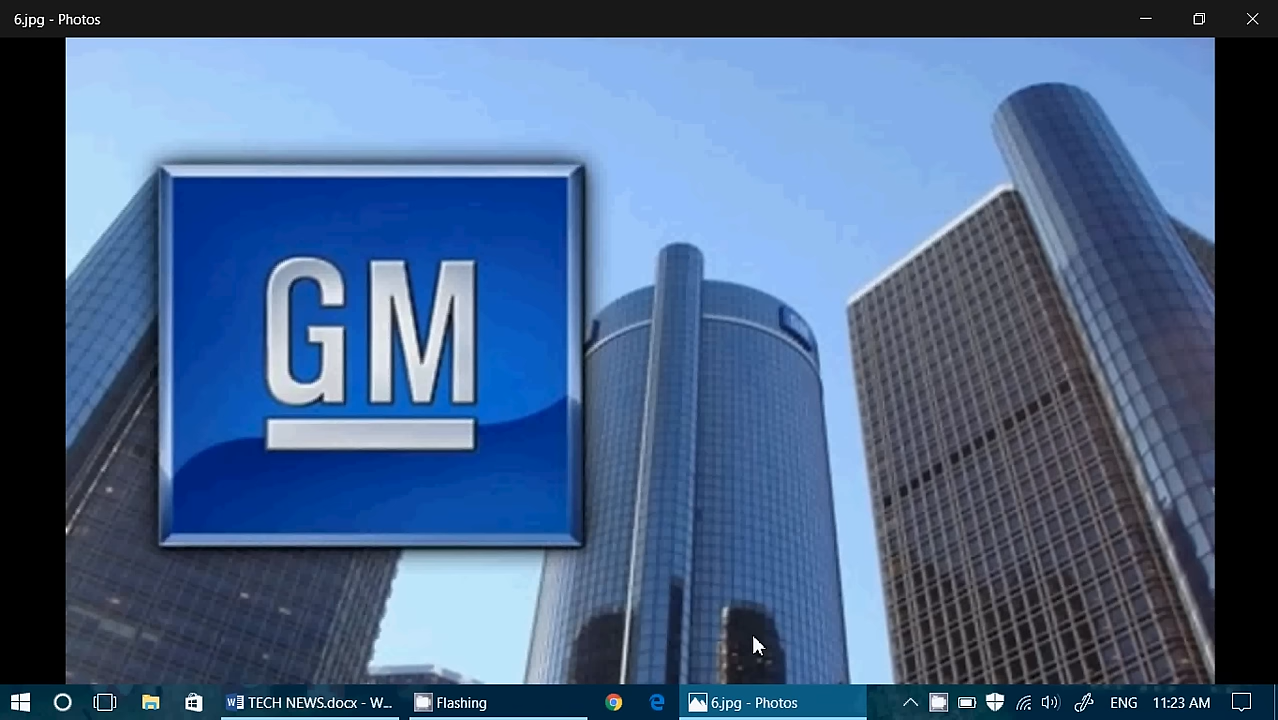 6.jpg - Photos
GM
TECH NEWS.docx - W...
Flashing
6.jpg - Photos
ENG
11:23 AM